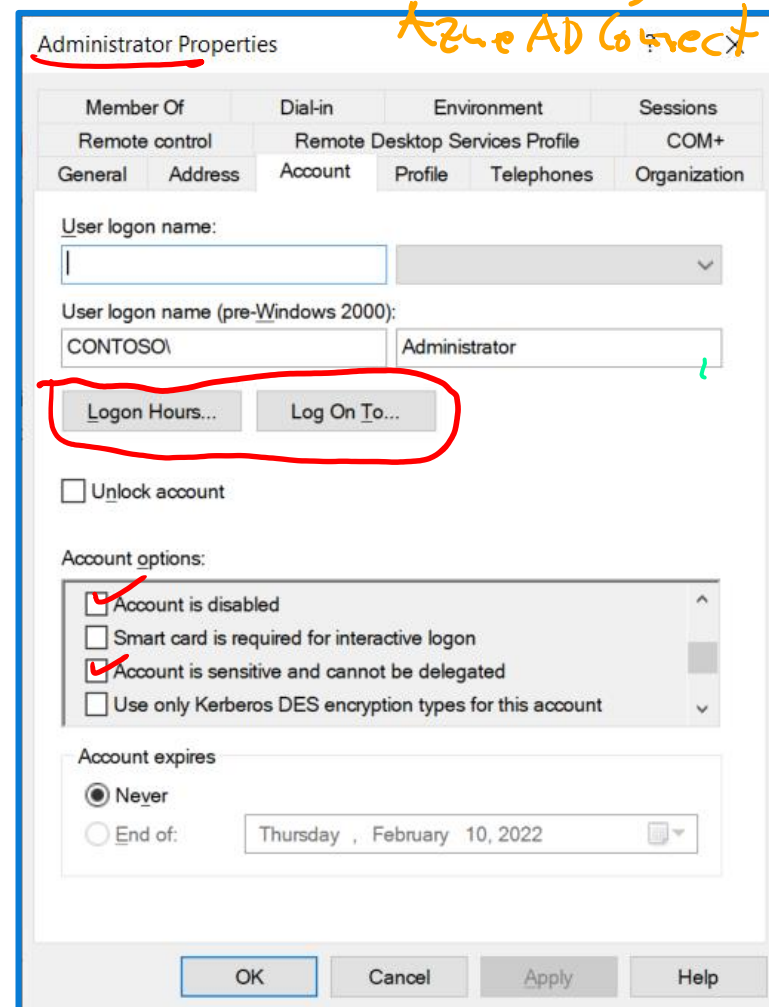 Azure AD Connect
Administrator Properties
Member Of Dial-in Environment Sessions
Remote control Remote Desktop Services Profile COM+
General Address Account Profile Telephones Organization
User logon name:
User logon name (pre-Windows 2000):
CONTOSO\ Administrator
Logon Hours... Log On To...
Unlock account
Account options:
Account is disabled
Smart card is required for interactive logon
Account is sensitive and cannot be delegated
Use only Kerberos DES encryption types for this account
Account expires
Never
End of: Thursday , February 10, 2022
OK Cancel Apply Help